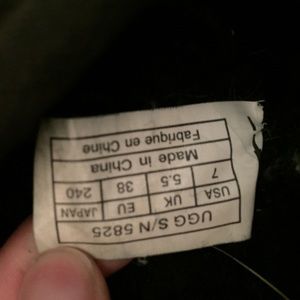 UGG S/N 5825
USA UK EU JAPAN
7 5.5 38 240
Made in China
Fabrique en Chine